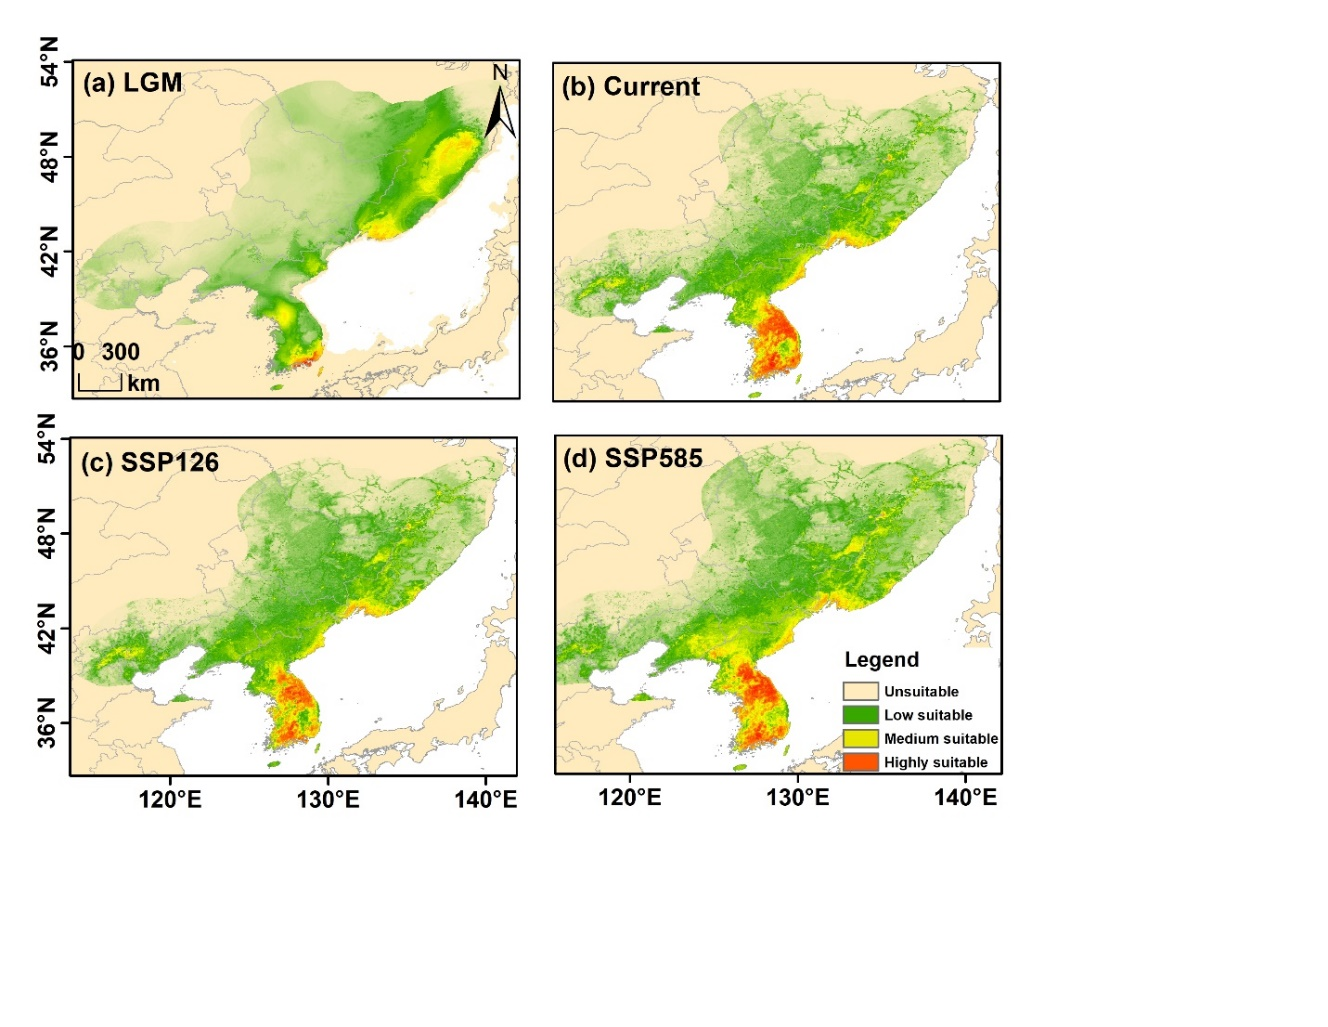 54°N
48°N
42°N
36°N
(a) LGM
N
0 300
km
(b) Current
54°N
48°N
42°N
36°N
(c) SSP126
120°E 130°E 140°E
(d) SSP585
Legend
Unsuitable
Low suitable
Medium suitable
Highly suitable
120°E 130°E 140°E